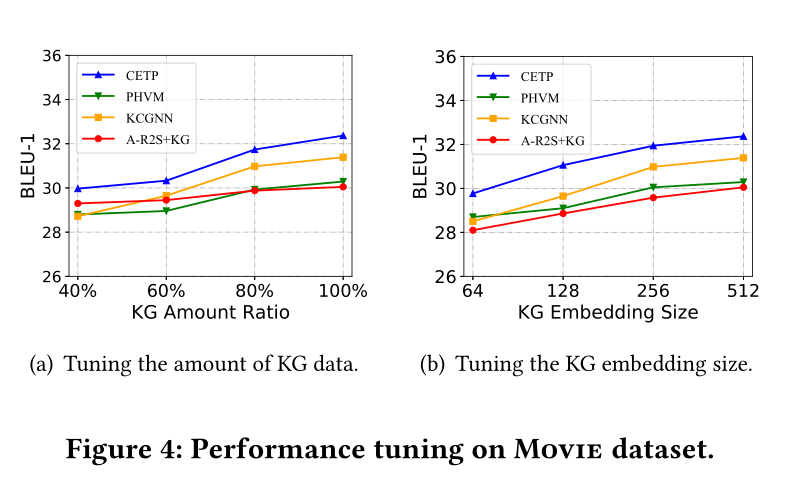 36
34
32
30
28
26
BLEU-1
CETP
PHVM
KCGNN
A-R2S+KG
40% 60% 80% 100%
KG Amount Ratio
(a) Tuning the amount of KG data.
36
34
32
30
28
26
BLEU-1
CETP
PHVM
KCGNN
A-R2S+KG
64 128 256 512
KG Embedding Size
(b) Tuning the KG embedding size.
Figure 4: Performance tuning on Movie dataset.